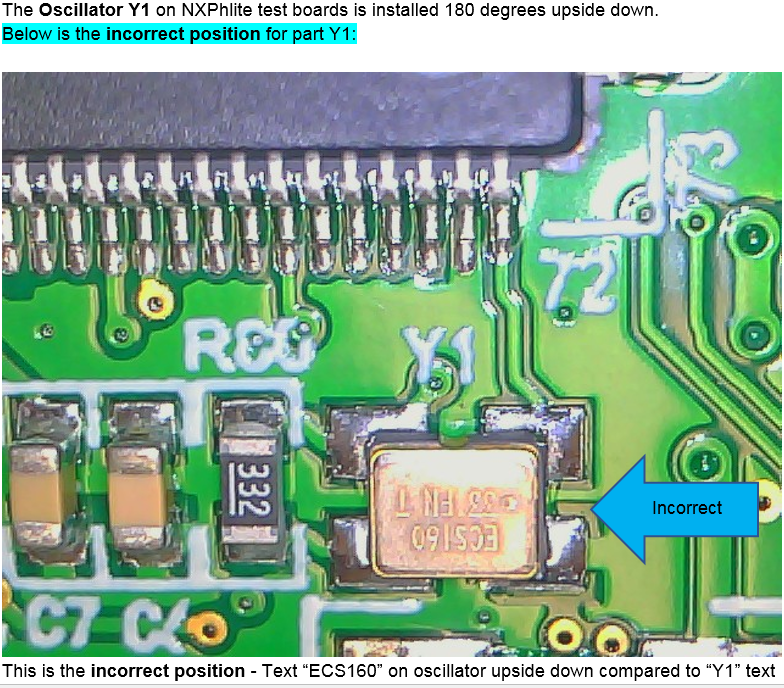 The Oscillator Y1 on NXPhlite test boards is installed 180 degrees upside down.
Below is the incorrect position for part Y1:
Y1
332
ECS160
Incorrect
C7
This is the incorrect position - Text “ECS160” on oscillator upside down compared to “Y1” text